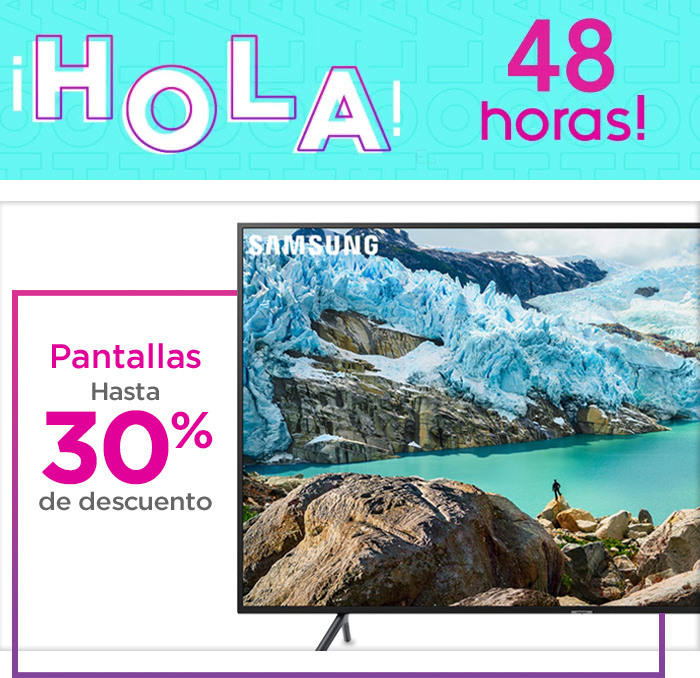 ¡HOLA!
48
horas!
SAMSUNG
Pantallas
Hasta
30%
de descuento